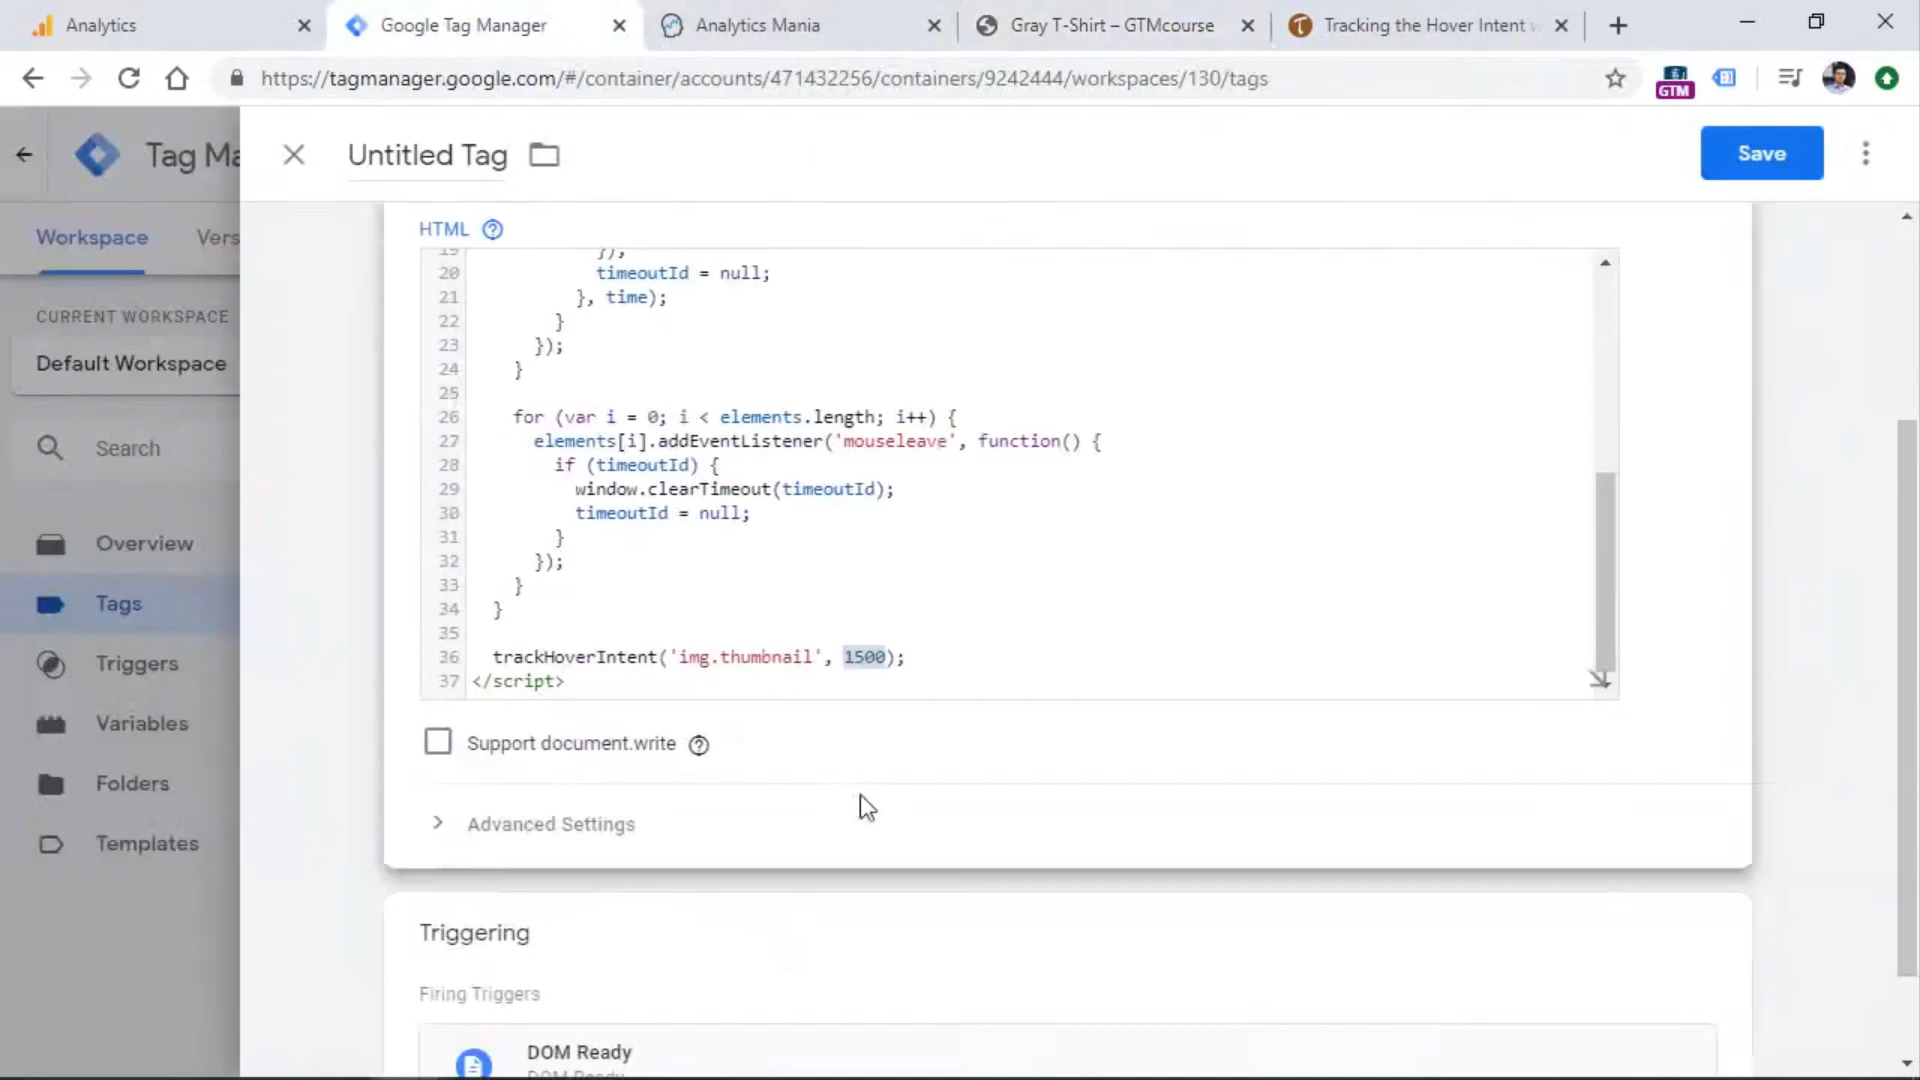 Analytics
Google Tag Manager
Analytics Mania
Gray T-Shirt – GTMcourse
Tracking the Hover Intent
https://tagmanager.google.com/#/container/accounts/471432256/containers/9242444/workspaces/130/tags
GTM
Tag Ma
Untitled Tag
Save
Workspace
Vers
CURRENT WORKSPACE
Default Workspace
Search
Overview
Tags
Triggers
Variables
Folders
Templates
HTML
19 });
20 timeoutId = null;
21 }, time);
22 }
23 });
24 }
25
26 for (var i = 0; i < elements.length; i++) {
27 elements[i].addEventListener('mouseleave', function() {
28 if (timeoutId) {
29 window.clearTimeout(timeoutId);
30 timeoutId = null;
31 }
32 });
33 }
34 }
35
36 trackHoverIntent('img.thumbnail', 1500);
37 </script>
Support document.write
Advanced Settings
Triggering
Firing Triggers
DOM Ready
DOM Ready